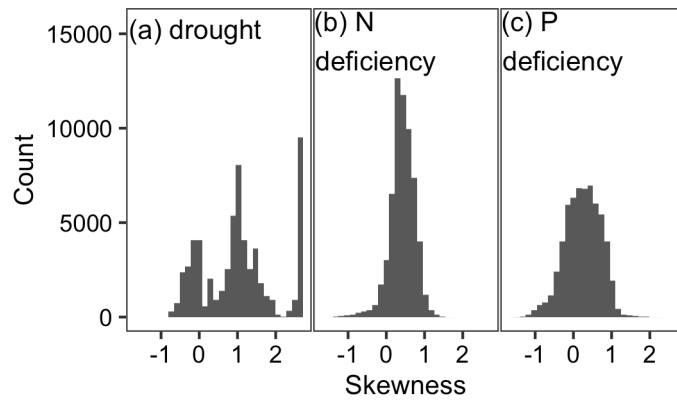 (a) drought
(b) N
deficiency
(c) P
deficiency
15000
10000
5000
0
Count
-1 0 1 2
-1 0 1 2
-1 0 1 2
Skewness